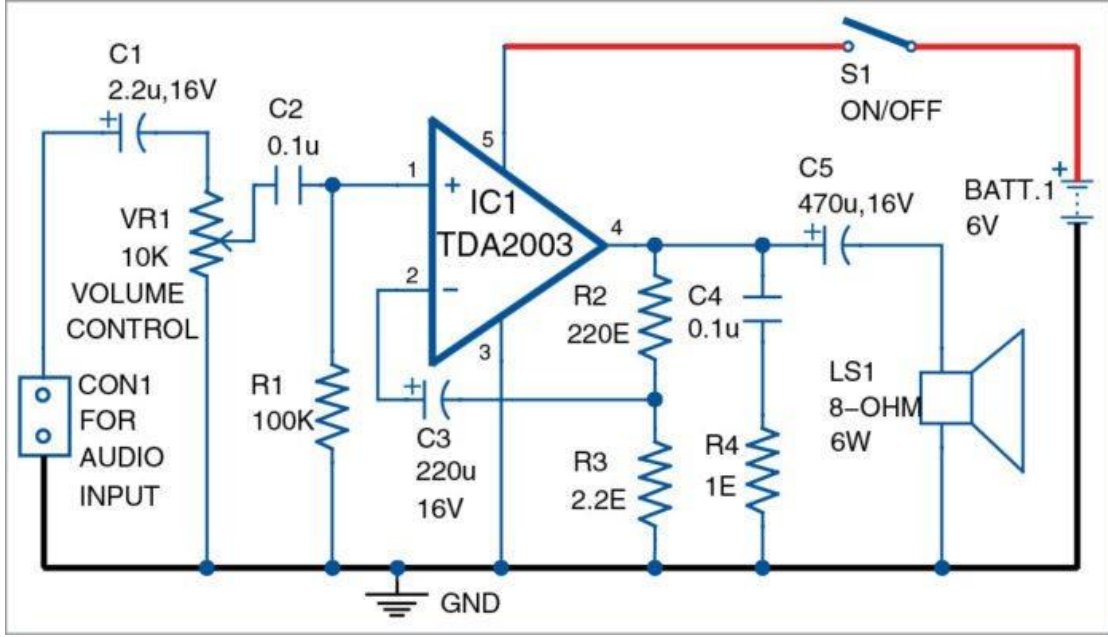 C1
2.2u,16V
C2
0.1u
VR1
10K
VOLUME
CONTROL
CON1
FOR
AUDIO
INPUT
R1
100K
1
+
5
IC1
TDA2003
4
2
−
3
+
C3
220u
16V
R2
220E
R3
2.2E
C4
0.1u
R4
1E
C5
470u,16V
+
S1
ON/OFF
+
BATT.1
6V
LS1
8−OHM
6W
+
GND